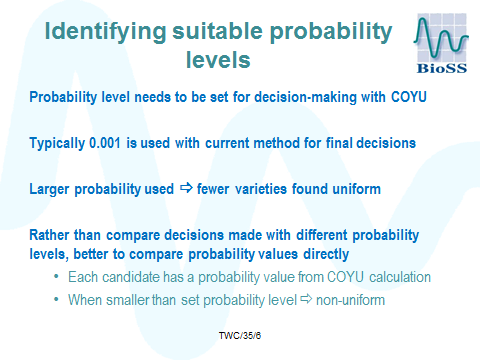 Identifying suitable probability
levels
BioSS
Probability level needs to be set for decision-making with COYU
Typically 0.001 is used with current method for final decisions
Larger probability used ⇨ fewer varieties found uniform
Rather than compare decisions made with different probability
levels, better to compare probability values directly
• Each candidate has a probability value from COYU calculation
• When smaller than set probability level ⇨ non-uniform
TWC/35/6